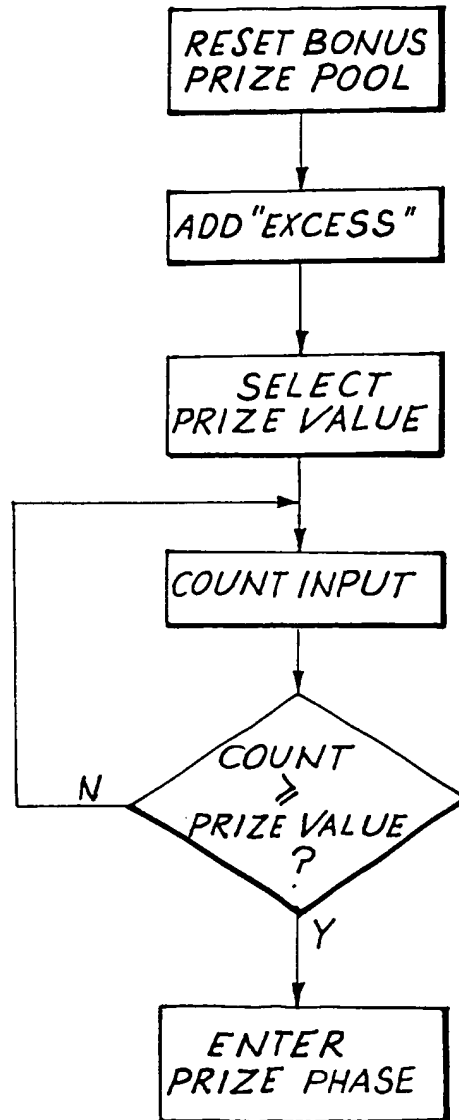 RESET BONUS
PRIZE POOL
ADD "EXCESS"
SELECT
PRIZE VALUE
COUNT INPUT
COUNT
⩾
PRIZE VALUE
?
N
Y
ENTER
PRIZE PHASE